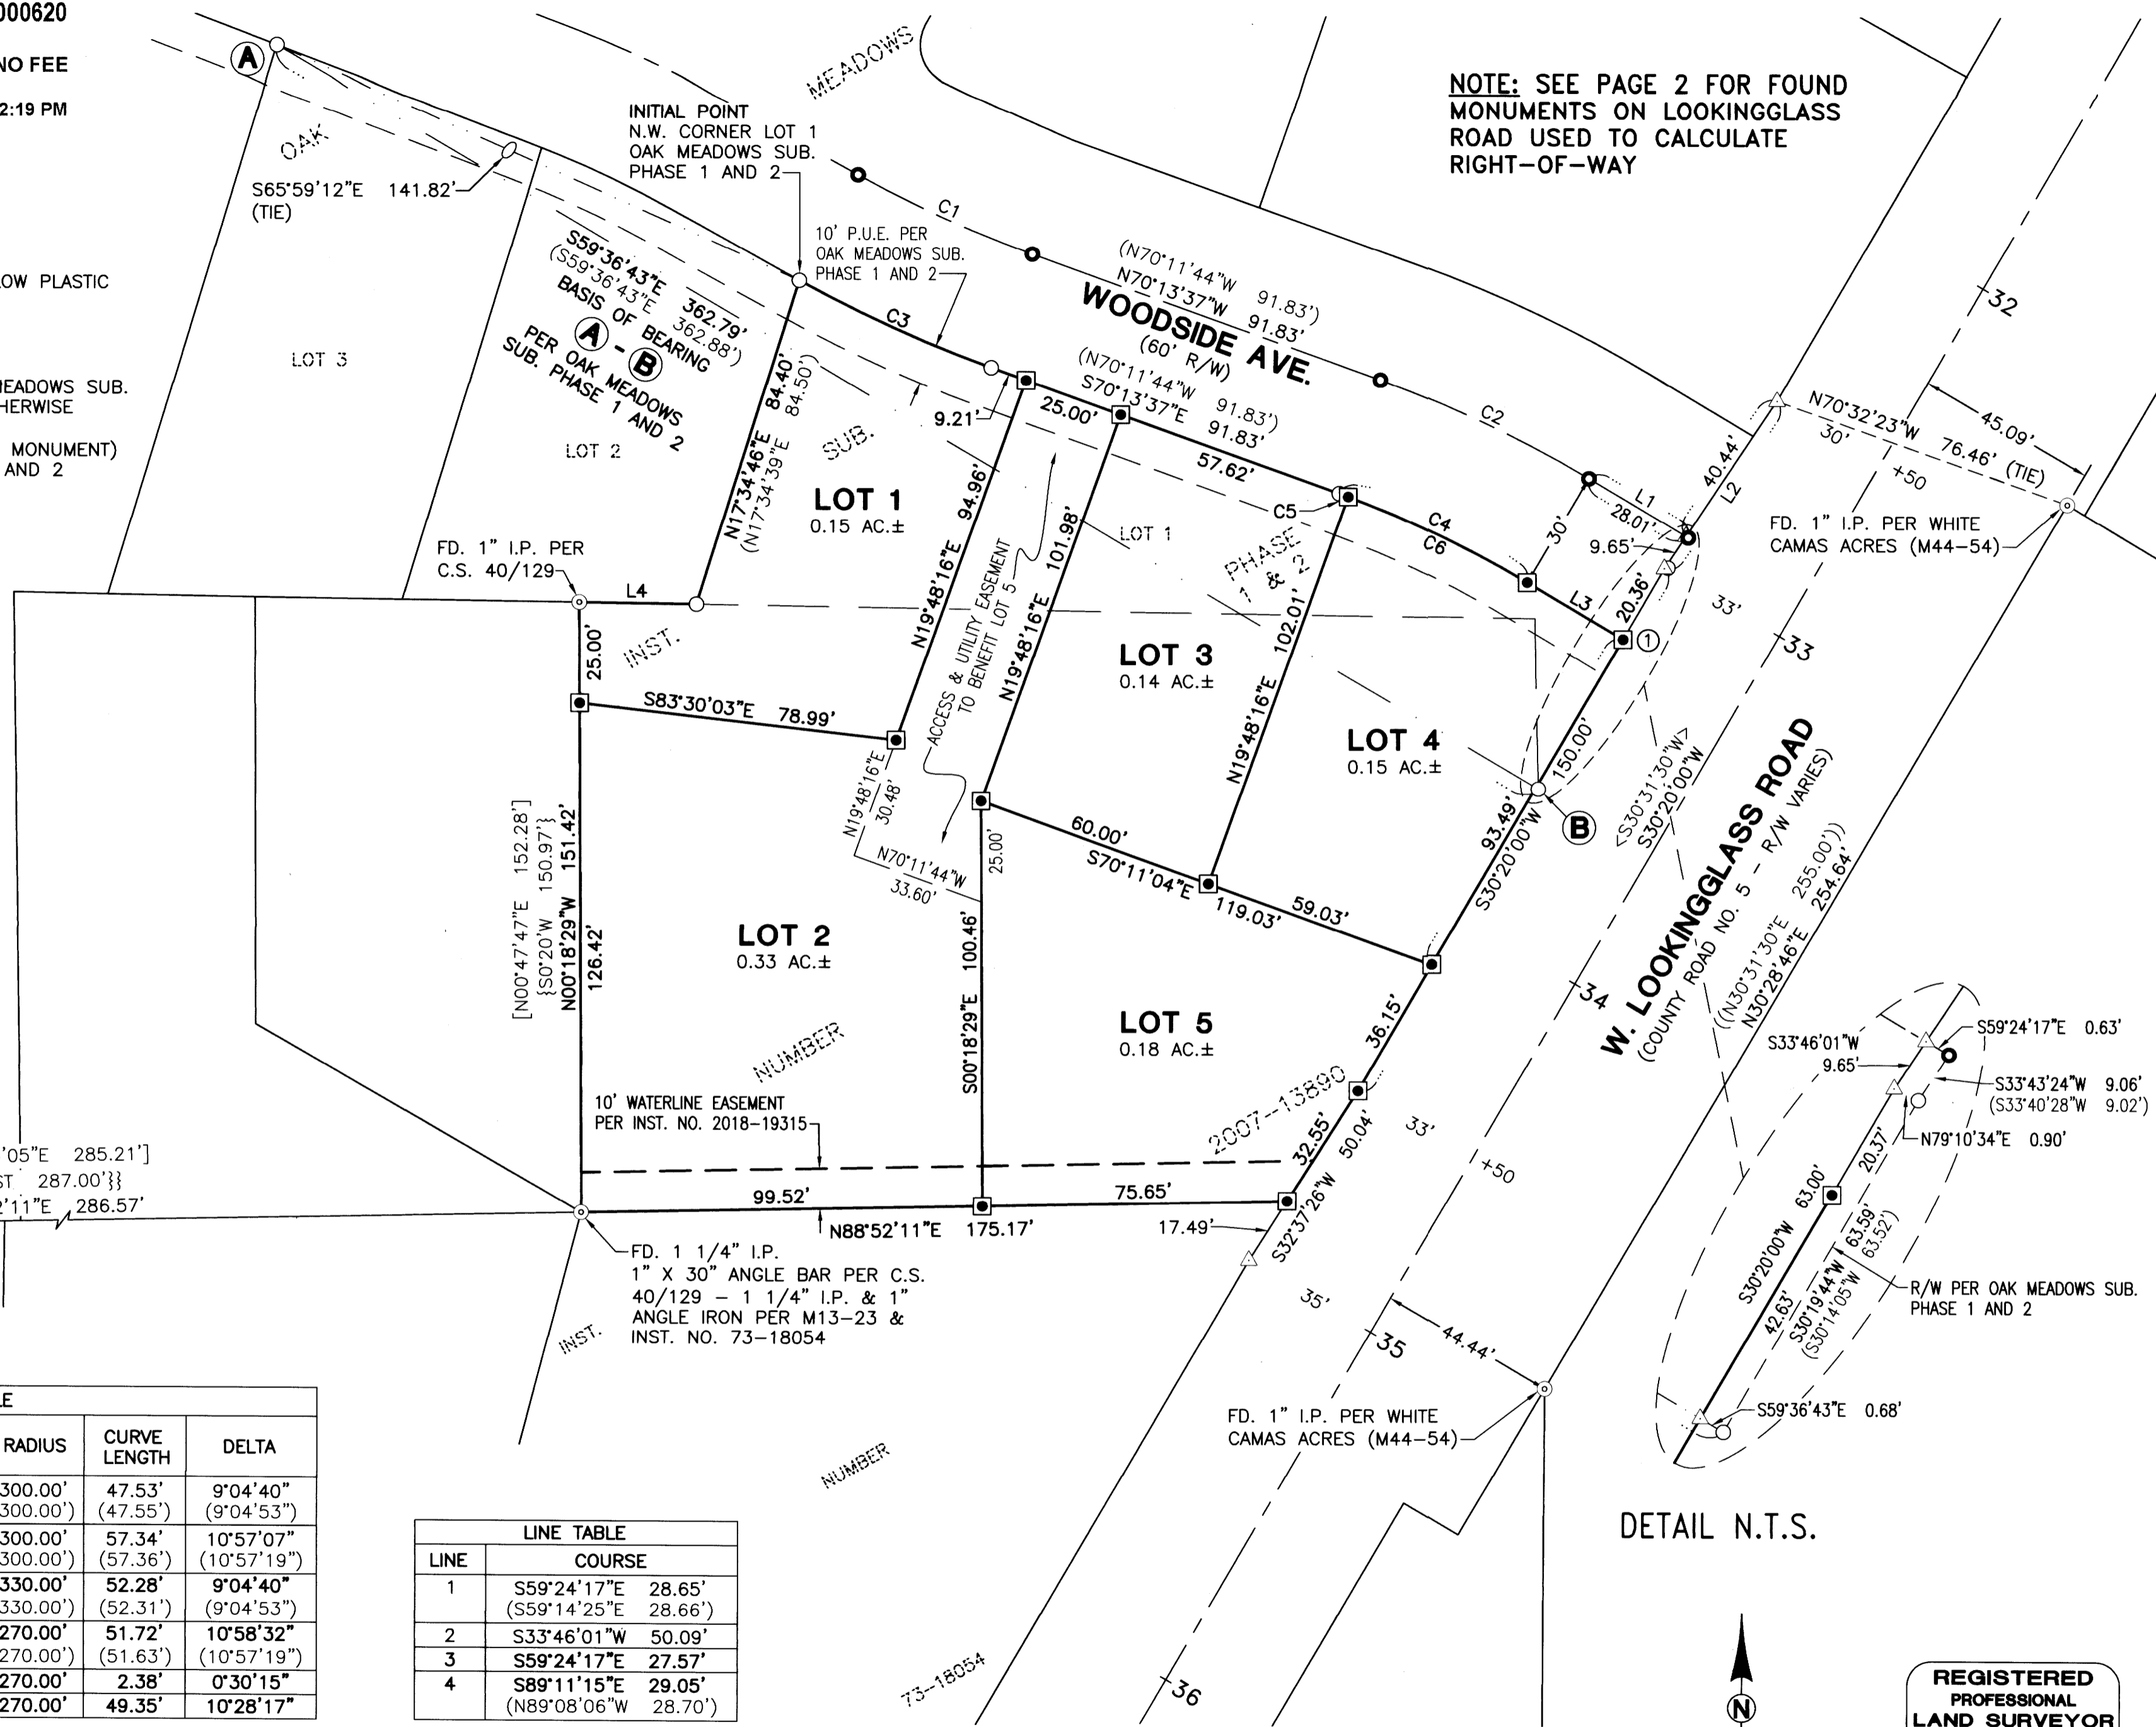 000620
NO FEE
2:19 PM
OW PLASTIC
EADOWS SUB.
HERWISE
MONUMENT)
AND 2
A
OAK
S65°59'12"E 141.82'
(TIE)
INITIAL POINT
N.W. CORNER LOT 1
OAK MEADOWS SUB.
PHASE 1 AND 2
MEADOWS
NOTE: SEE PAGE 2 FOR FOUND
MONUMENTS ON LOOKINGGLASS
ROAD USED TO CALCULATE
RIGHT-OF-WAY
10' P.U.E. PER
OAK MEADOWS SUB.
PHASE 1 AND 2
C1
(N70°11'44"W 91.83')
N70°13'37"W 91.83'
WOODSIDE AVE.
(60' R/W)
(N70°11'44"W 91.83')
S70°13'37"E 91.83'
C2
S59°36'43"E 362.79'
(S59°36'43"E 362.88')
BASIS OF BEARING
A - B
PER OAK MEADOWS
SUB. PHASE 1 AND 2
LOT 3
LOT 2
C3
9.21'
25.00'
57.62'
C5
C4
C6
30'
L1
28.01'
9.65'
L3
20.36'
1
40.44'
L2
N70°32'23"W 76.46' (TIE)
30'
+50
45.09'
32
FD. 1" I.P. PER WHITE
CAMAS ACRES (M44-54)
33'
33
N17°34'46"E 84.40'
(N17°34'39"E 84.50')
SUB.
LOT 1
0.15 AC.±
N19°48'16"E 94.96'
ACCESS & UTILITY EASEMENT
TO BENEFIT LOT 5
N19°48'16"E 101.98'
LOT 1
PHASE
1 & 2
N19°48'16"E 102.01'
LOT 3
0.14 AC.±
LOT 4
0.15 AC.±
150.00'
B
93.49'
S30°20'00"W
FD. 1" I.P. PER
C.S. 40/129
L4
25.00'
INST.
S83°30'03"E 78.99'
N19°48'16"E
30.48'
N70°11'44"W
33.60'
25.00'
60.00'
S70°11'04"E
119.03'
59.03'
<S30°31'30"W>
S30°20'00"W
W. LOOKINGGLASS ROAD
(COUNTY ROAD NO. 5 - R/W VARIES)
((N30°31'30"E 255.00'))
N30°28'46"E 254.64'
34
[N00°47'47"E 152.28']
{S0°20'W 150.97'}
N00°18'29"W 151.42'
126.42'
LOT 2
0.33 AC.±
S00°18'29"E 100.46'
LOT 5
0.18 AC.±
36.15'
NUMBER
2007-13890
10' WATERLINE EASEMENT
PER INST. NO. 2018-19315
32.55'
50.04'
S32°37'26"W
33'
+50
'05"E 285.21']
ST 287.00'}}
2'11"E 286.57'
99.52'
75.65'
N88°52'11"E 175.17'
17.49'
FD. 1 1/4" I.P.
1" X 30" ANGLE BAR PER C.S.
40/129 - 1 1/4" I.P. & 1"
ANGLE IRON PER M13-23 &
INST. NO. 73-18054
INST.
NUMBER
73-18054
35'
35
44.44'
36
FD. 1" I.P. PER WHITE
CAMAS ACRES (M44-54)
S59°24'17"E 0.63'
S33°46'01"W
9.65'
S33°43'24"W 9.06'
(S33°40'28"W 9.02')
N79°10'34"E 0.90'
20.37'
S30°20'00"W 63.00'
42.63'
S30°19'44"W 63.59'
(S30°14'05"W 63.52')
R/W PER OAK MEADOWS SUB.
PHASE 1 AND 2
S59°36'43"E 0.68'
DETAIL N.T.S.
LE
RADIUS CURVE LENGTH DELTA
300.00' 47.53' 9°04'40"
300.00') (47.55') (9°04'53")
300.00' 57.34' 10°57'07"
300.00') (57.36') (10°57'19")
330.00' 52.28' 9°04'40"
330.00') (52.31') (9°04'53")
270.00' 51.72' 10°58'32"
270.00') (51.63') (10°57'19")
270.00' 2.38' 0°30'15"
270.00' 49.35' 10°28'17"
LINE TABLE
LINE COURSE
1 S59°24'17"E 28.65'
(S59°14'25"E 28.66')
2 S33°46'01"W 50.09'
3 S59°24'17"E 27.57'
4 S89°11'15"E 29.05'
(N89°08'06"W 28.70')
N
REGISTERED
PROFESSIONAL
LAND SURVEYOR